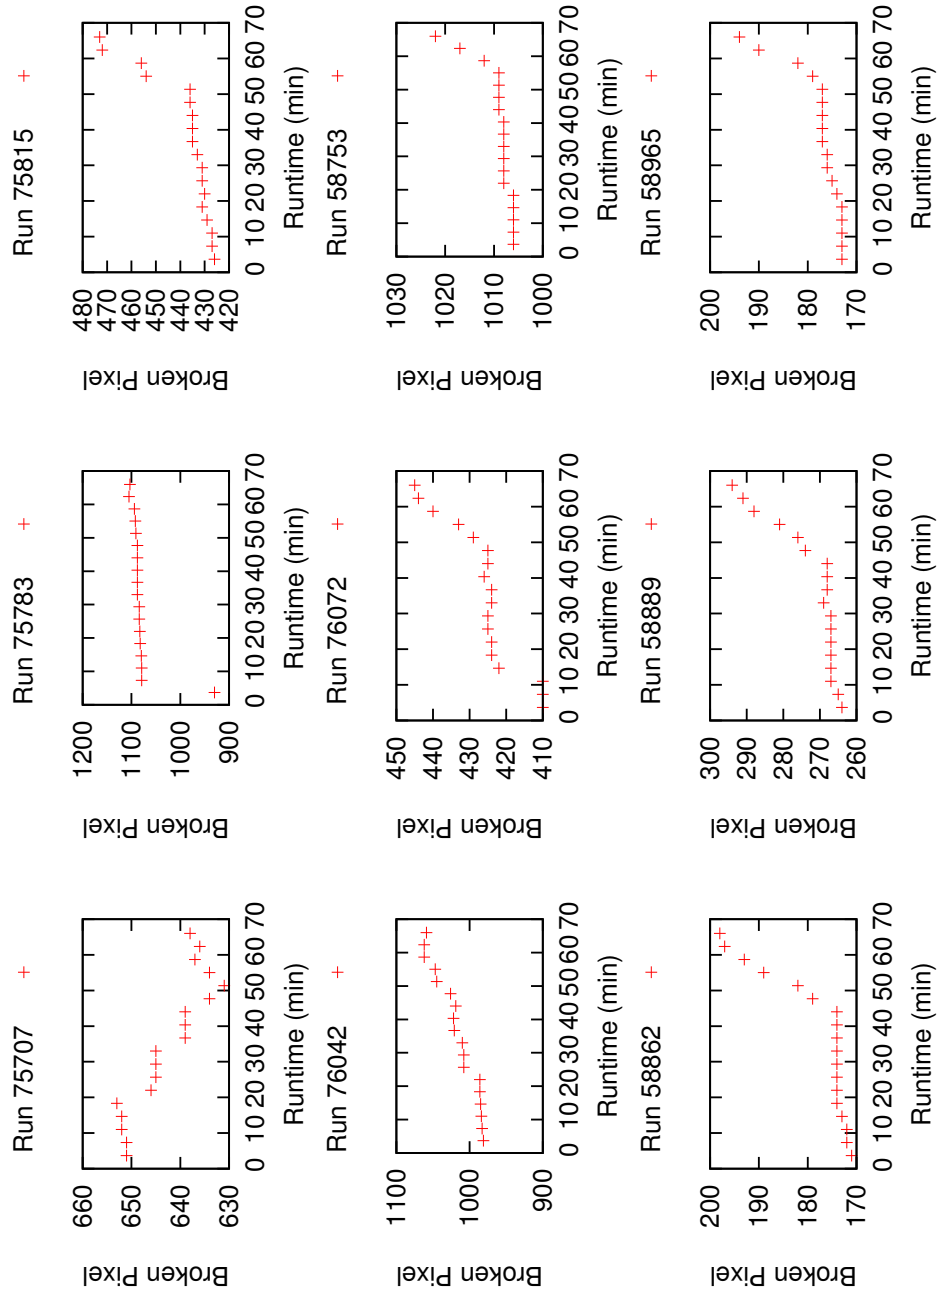 Run 75707
Broken Pixel
660
650
640
630
0 10 20 30 40 50 60 70
Runtime (min)
Run 75783
Broken Pixel
1200
1100
1000
900
0 10 20 30 40 50 60 70
Runtime (min)
Run 75815
Broken Pixel
480
470
460
450
440
430
420
0 10 20 30 40 50 60 70
Runtime (min)
Run 76042
Broken Pixel
1100
1000
900
0 10 20 30 40 50 60 70
Runtime (min)
Run 76072
Broken Pixel
450
440
430
420
410
0 10 20 30 40 50 60 70
Runtime (min)
Run 58753
Broken Pixel
1030
1020
1010
1000
0 10 20 30 40 50 60 70
Runtime (min)
Run 58862
Broken Pixel
200
190
180
170
0 10 20 30 40 50 60 70
Runtime (min)
Run 58889
Broken Pixel
300
290
280
270
260
0 10 20 30 40 50 60 70
Runtime (min)
Run 58965
Broken Pixel
200
190
180
170
0 10 20 30 40 50 60 70
Runtime (min)